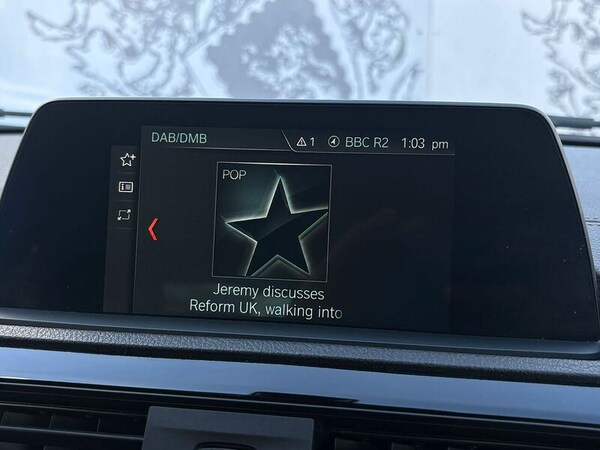 DAB/DMB
1 BBC R2 1:03 pm
POP
Jeremy discusses
Reform UK, walking into